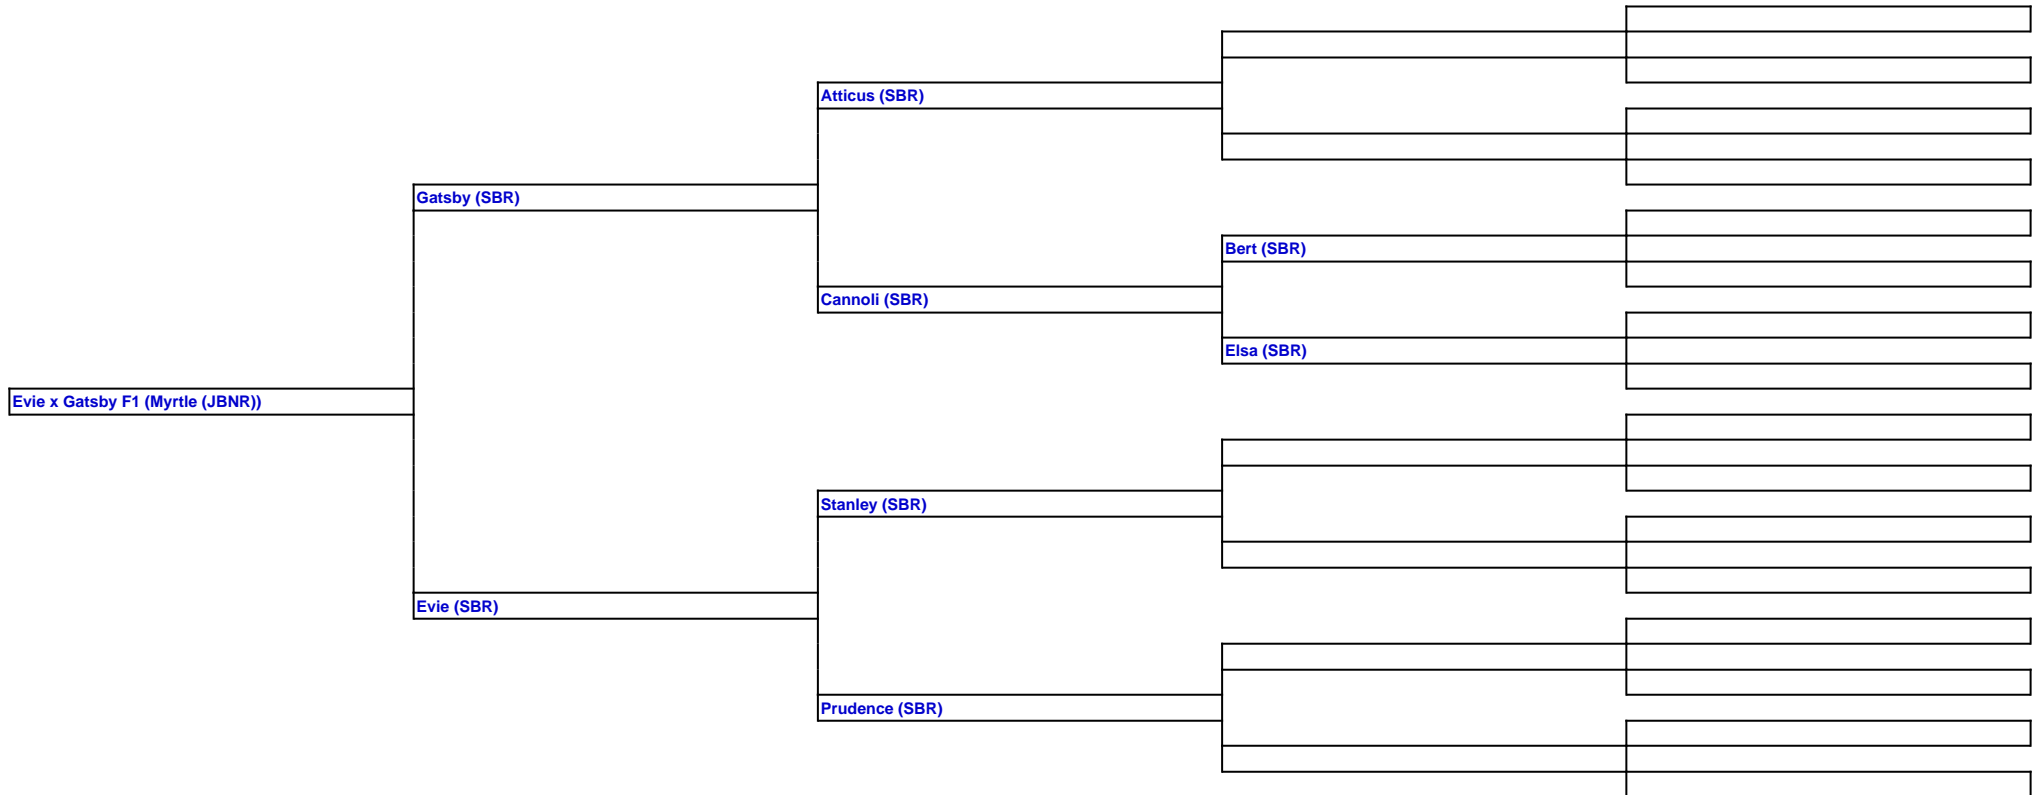 Atticus (SBR)
Gatsby (SBR)
Bert (SBR)
Cannoli (SBR)
Elsa (SBR)
Evie x Gatsby F1 (Myrtle (JBNR))
Stanley (SBR)
Evie (SBR)
Prudence (SBR)